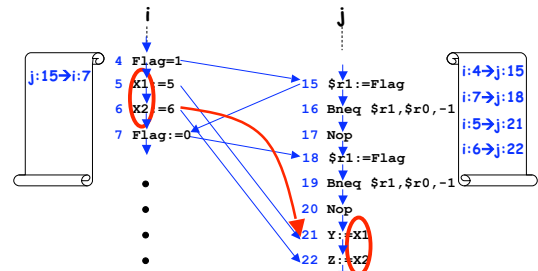 i
j
j:15→i:7
4 Flag=1
5 X1:=5
6 X2:=6
7 Flag:=0
15 $r1:=Flag
16 Bneq $r1,$r0,-1
17 Nop
18 $r1:=Flag
19 Bneq $r1,$r0,-1
20 Nop
21 Y:=X1
22 Z:=X2
i:4→j:15
i:7→j:18
i:5→j:21
i:6→j:22